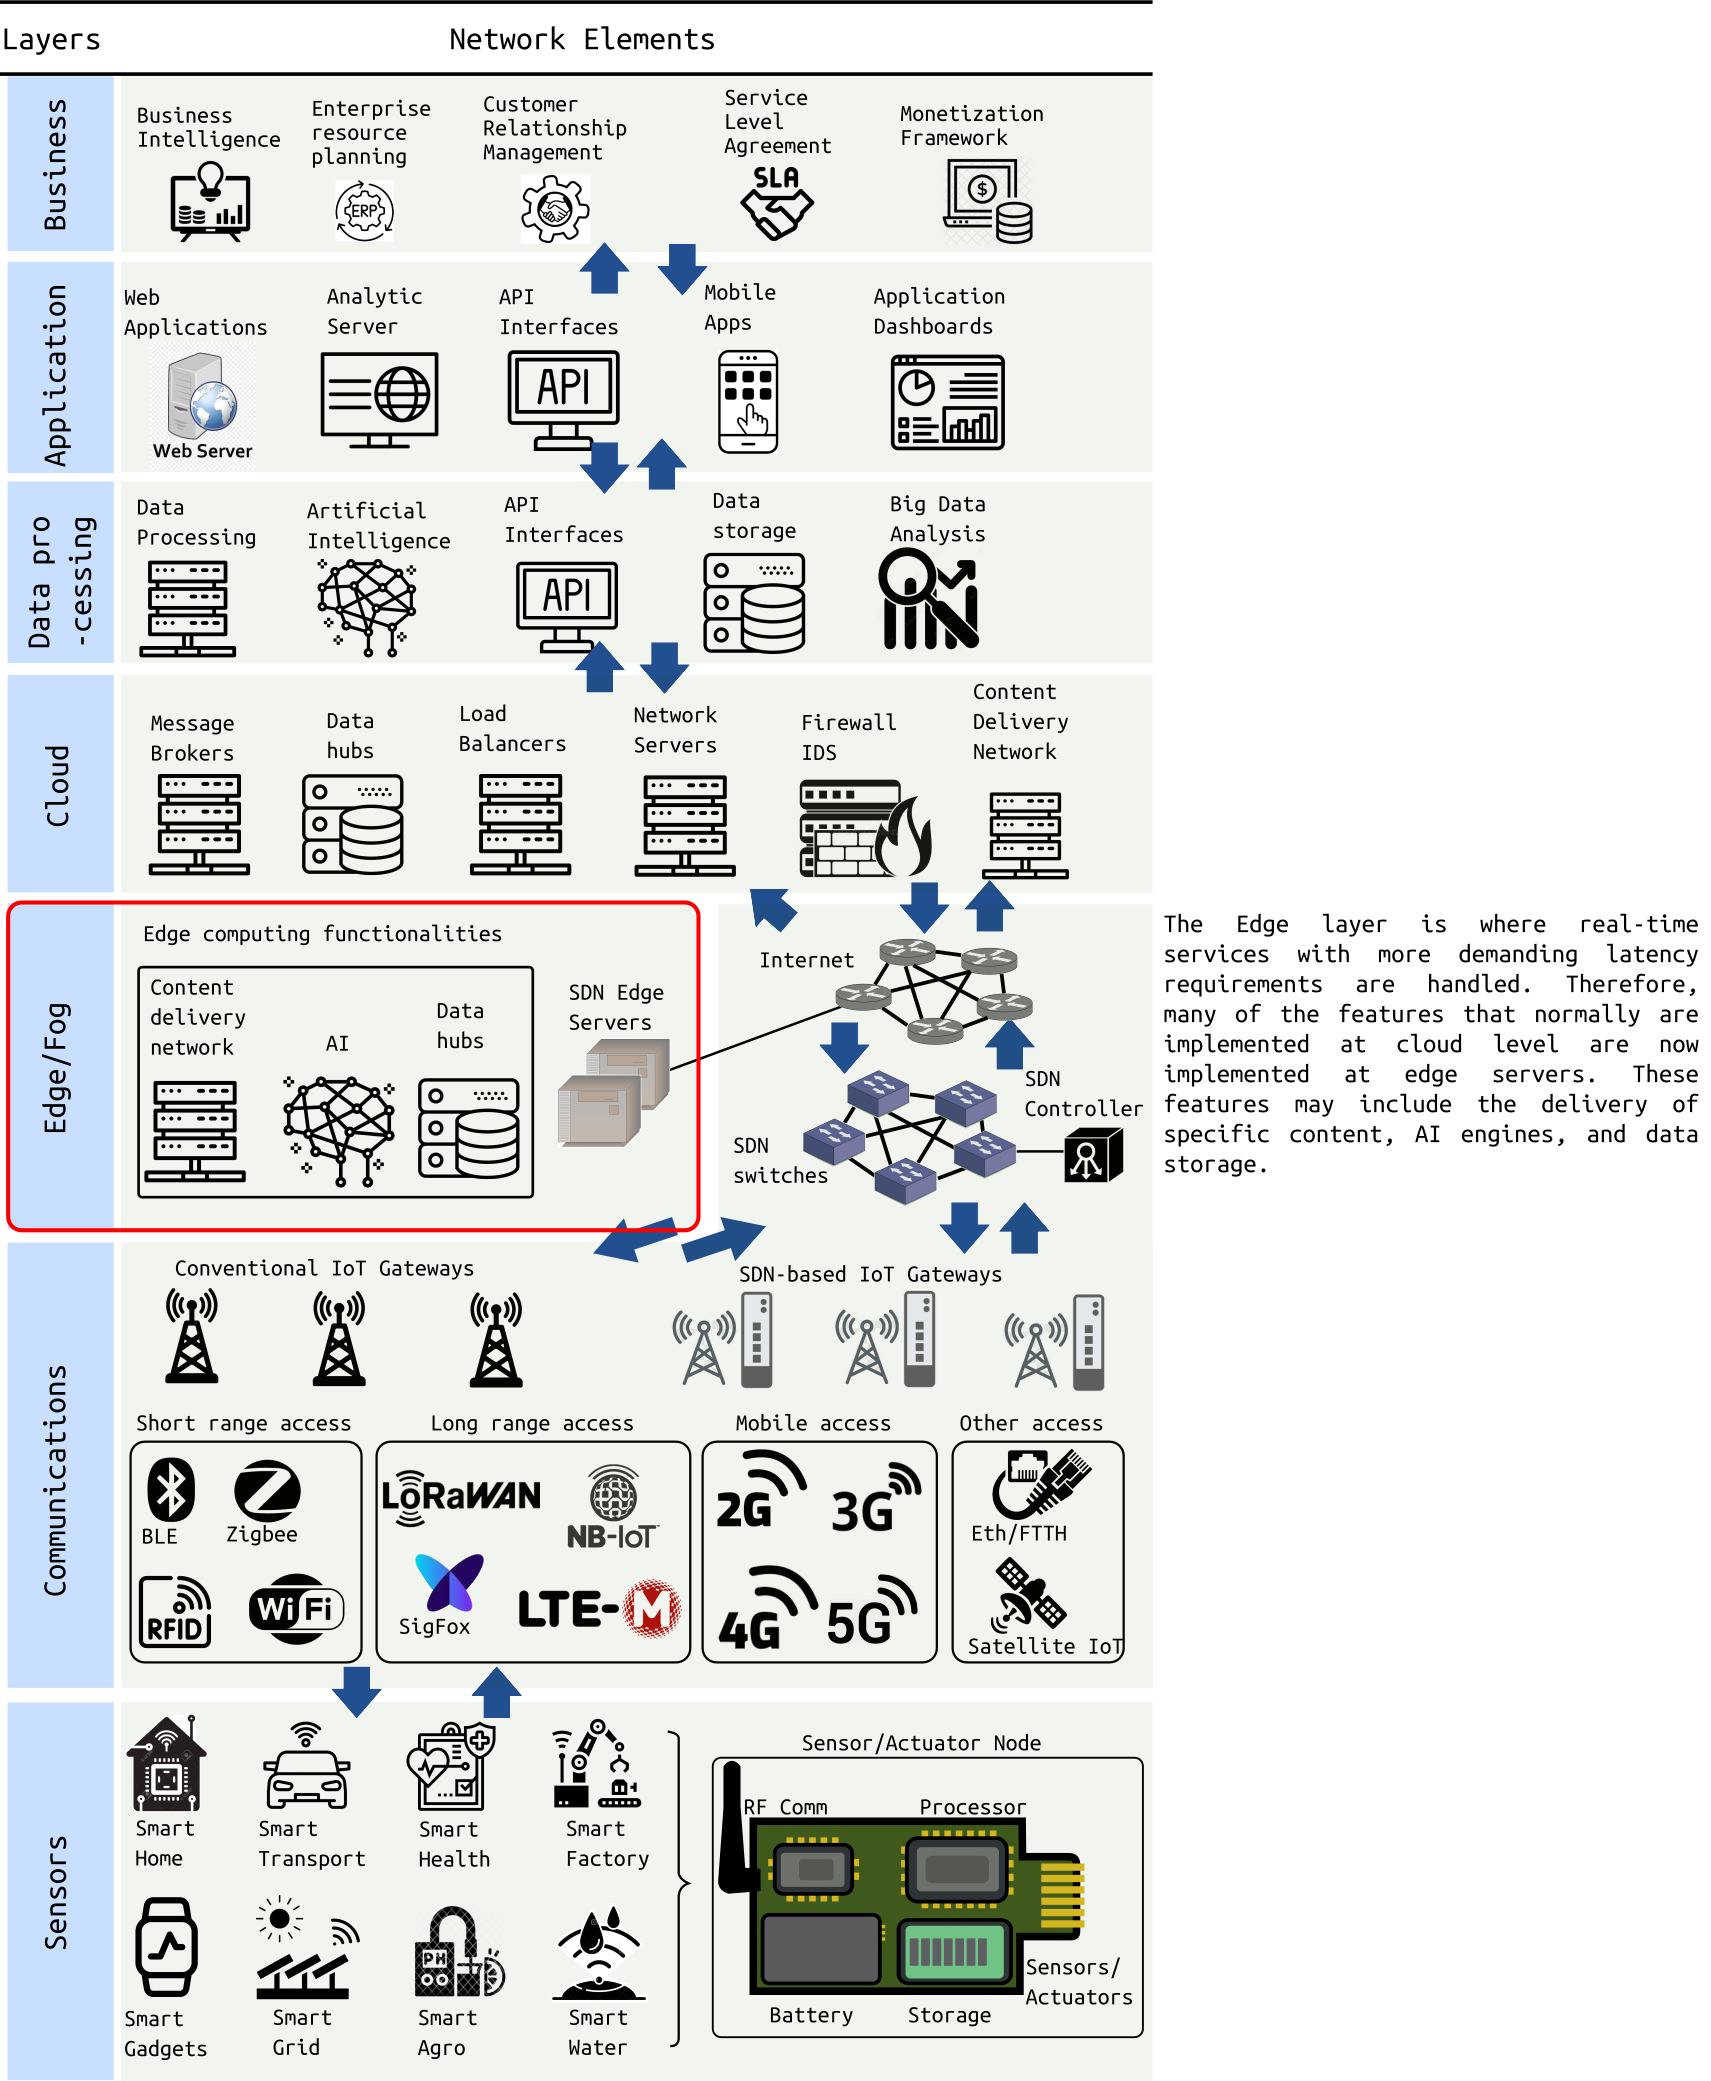 Layers
Network Elements
Business
Business
Intelligence
Enterprise
resource
planning
ERP
Customer
Relationship
Management
Service
Level
Agreement
SLA
Monetization
Framework
$
Application
Web
Applications
Web Server
Analytic
Server
API
Interfaces
API
Mobile
Apps
Application
Dashboards
Data pro
-cessing
Data
Processing
Artificial
Intelligence
API
Interfaces
API
Data
storage
Big Data
Analysis
Cloud
Message
Brokers
Data
hubs
Load
Balancers
Network
Servers
Firewall
IDS
Content
Delivery
Network
Edge/Fog
Edge computing functionalities
Content
delivery
network
AI
Data
hubs
SDN Edge
Servers
Internet
SDN
switches
SDN
Controller
The Edge layer is where real-time
services with more demanding latency
requirements are handled. Therefore,
many of the features that normally are
implemented at cloud level are now
implemented at edge servers. These
features may include the delivery of
specific content, AI engines, and data
storage.
Communications
Conventional IoT Gateways
SDN-based IoT Gateways
Short range access
BLE
Zigbee
RFID
WiFi
Long range access
LoRaWAN
NB-IoT
SigFox
LTE-M
Mobile access
2G
3G
4G
5G
Other access
Eth/FTTH
Satellite IoT
Sensors
Smart
Home
Smart
Transport
Smart
Health
Smart
Factory
Smart
Gadgets
Smart
Grid
PH
Smart
Agro
Smart
Water
Sensor/Actuator Node
RF Comm
Processor
Sensors/
Actuators
Battery
Storage